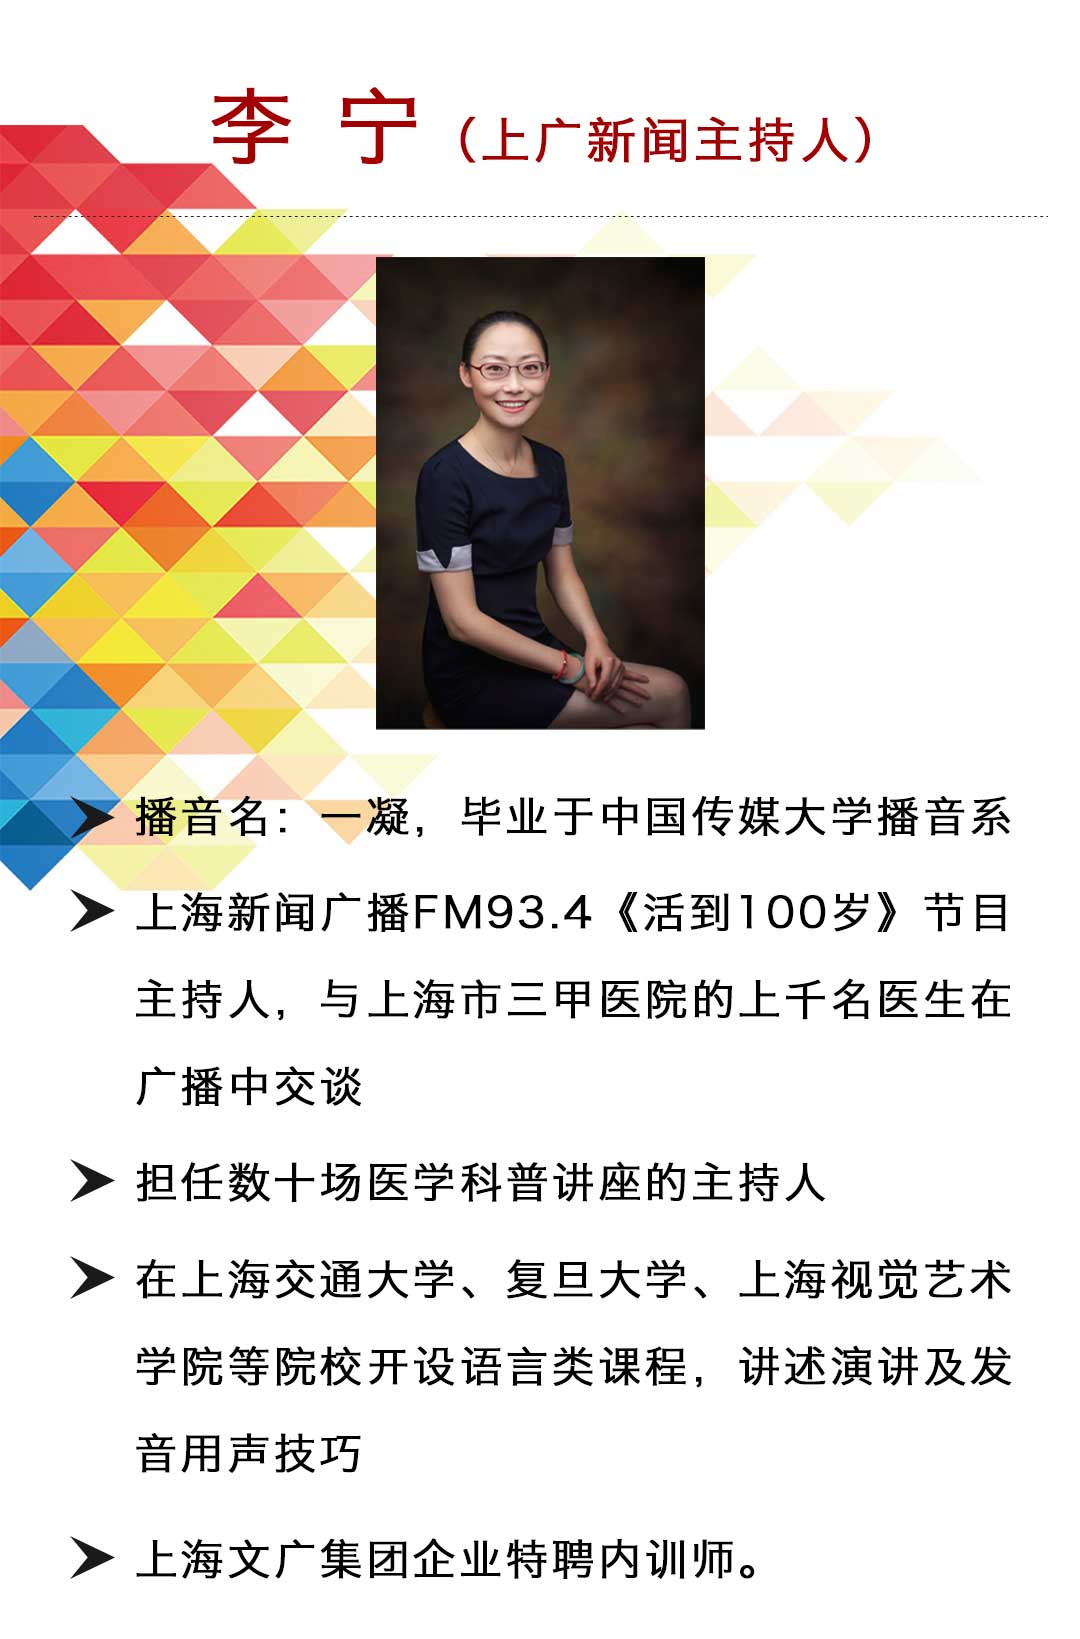 李 宁（上广新闻主持人）
播音名：一凝，毕业于中国传媒大学播音系
上海新闻广播FM93.4《活到100岁》节目
主持人，与上海市三甲医院的上千名医生在
广播中交谈
担任数十场医学科普讲座的主持人
在上海交通大学、复旦大学、上海视觉艺术
学院等院校开设语言类课程，讲述演讲及发
音用声技巧
上海文广集团企业特聘内训师。